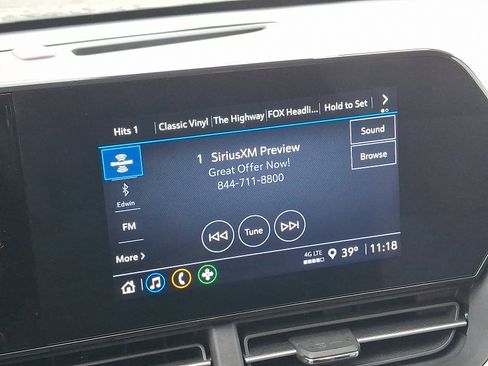 Hits 1 Classic Vinyl The Highway FOX Headli... Hold to Set >
1 SiriusXM Preview
Great Offer Now!
844-711-8800
Sound
Browse
Edwin
FM
More >
Tune
4G LTE
39° 11:18